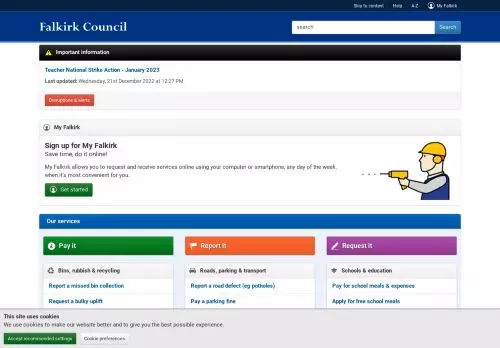 Skip to content Help A-Z My Falkirk
Falkirk Council
search Search
Important information
Teacher National Strike Action - January 2023
Last updated: Wednesday, 21st December 2022 at 12:27 PM
Disruptions & alerts
My Falkirk
Sign up for My Falkirk
Save time, do it online!
My Falkirk allows you to request and receive services online using your computer or smartphone, any day of the week,
when it's most convenient for you.
Get started
Our services
Pay it Report it Request it
Bins, rubbish & recycling Roads, parking & transport Schools & education
Report a missed bin collection Report a road defect (eg potholes) Pay for school meals & expenses
Request a bulky uplift Pay a parking fine Apply for free school meals
This site uses cookies
We use cookies to make our website better and to give you the best possible experience.
Accept recommended settings Cookie preferences